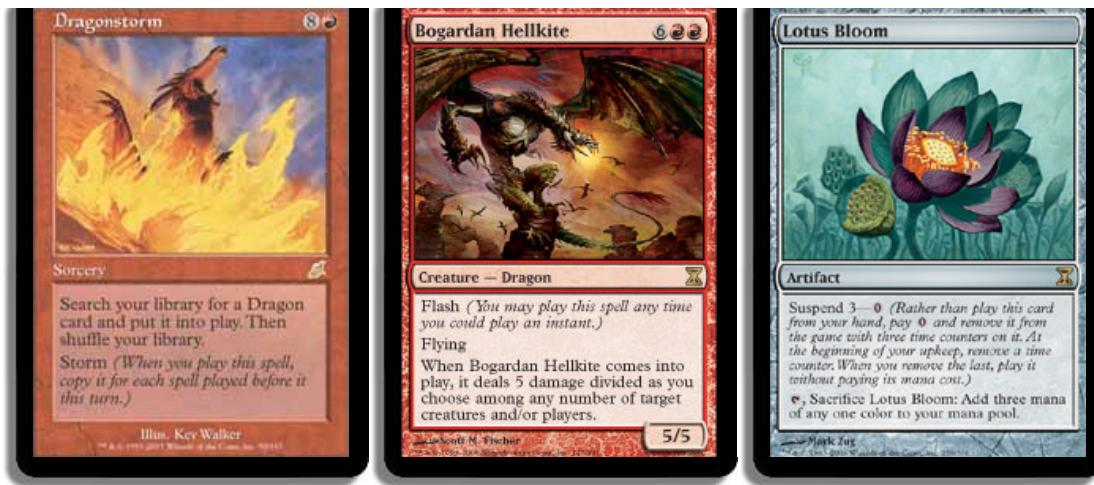 Dragonstorm 8
Sorcery
Search your library for a Dragon
card and put it into play. Then
shuffle your library.
Storm (When you play this spell,
copy it for each spell played before it
this turn.)
Illus. Kev Walker
Bogardan Hellkite 6
Creature — Dragon
Flash (You may play this spell any time
you could play an instant.)
Flying
When Bogardan Hellkite comes into
play, it deals 5 damage divided as you
choose among any number of target
creatures and/or players.
5/5
Scott M. Fischer
Lotus Bloom
Artifact
Suspend 3—0 (Rather than play this card
from your hand, pay 0 and remove it from
the game with three time counters on it. At
the beginning of your upkeep, remove a time
counter. When you remove the last, play it
without paying its mana cost.)
, Sacrifice Lotus Bloom: Add three mana
of any one color to your mana pool.
Mark Zug